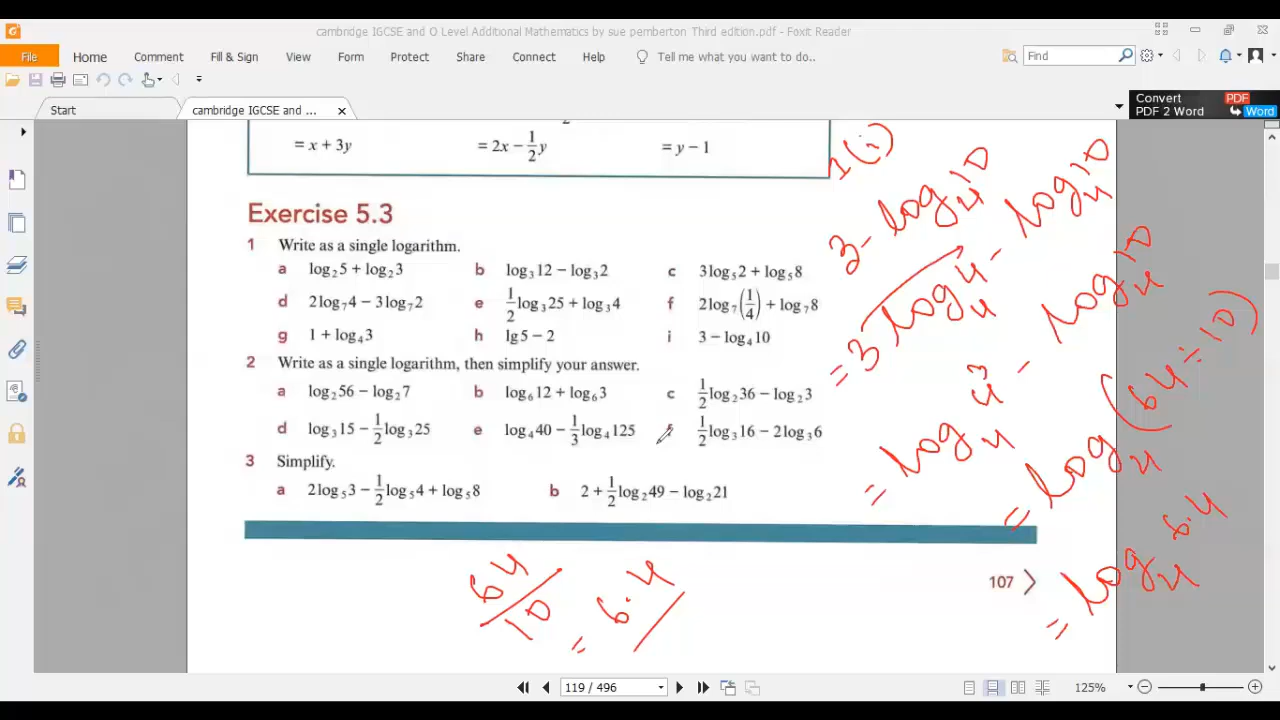 cambridge IGCSE and O Level Additional Mathematics by sue pemberton Third edition.pdf - Foxit Reader
File Home Comment Fill & Sign View Form Protect Share Connect Help Tell me what you want to do.. Find
Start cambridge IGCSE and ... Convert PDF PDF 2 Word Word
= x + 3y = 2x − 1/2 y = y − 1
Exercise 5.3
1 Write as a single logarithm.
a log₂5 + log₂3 b log₃12 − log₃2 c 3log₅2 + log₅8
d 2log₇4 − 3log₇2 e 1/2 log₃25 + log₃4 f 2log₇(1/4) + log₇8
g 1 + log₄3 h lg5 − 2 i 3 − log₄10
2 Write as a single logarithm, then simplify your answer.
a log₂56 − log₂7 b log₆12 + log₆3 c 1/2 log₂36 − log₂3
d log₃15 − 1/2 log₃25 e log₄40 − 1/3 log₄125 f 1/2 log₃16 − 2log₃6
3 Simplify.
a 2log₅3 − 1/2 log₅4 + log₅8 b 2 + 1/2 log₂49 − log₂21
107
1(i)
3 - log₄10
= 3 log₄4 - log₄10
= log₄4³ - log₄10
= log₄(64÷10)
= log₄6.4
64/10 = 6.4
119 / 496 125%